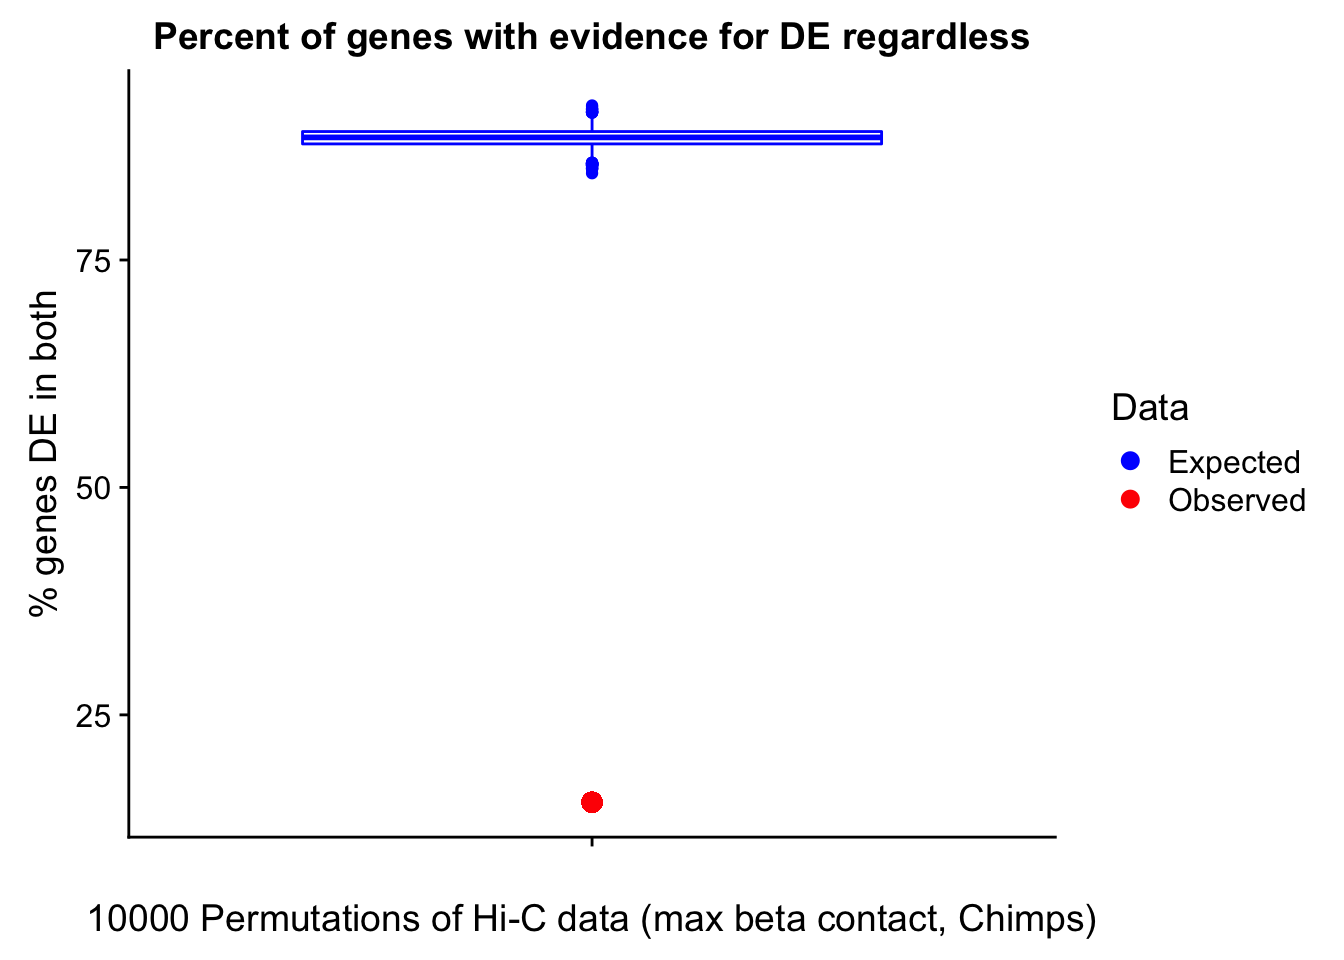 Percent of genes with evidence for DE regardless
% genes DE in both
75
50
25
10000 Permutations of Hi-C data (max beta contact, Chimps)
Data
Expected
Observed